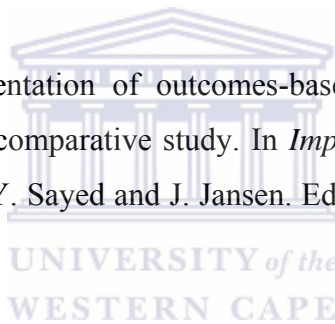 entation of outcomes-base
comparative study. In Imp
Y. Sayed and J. Jansen. Ed
UNIVERSITY of the
WESTERN CAPE